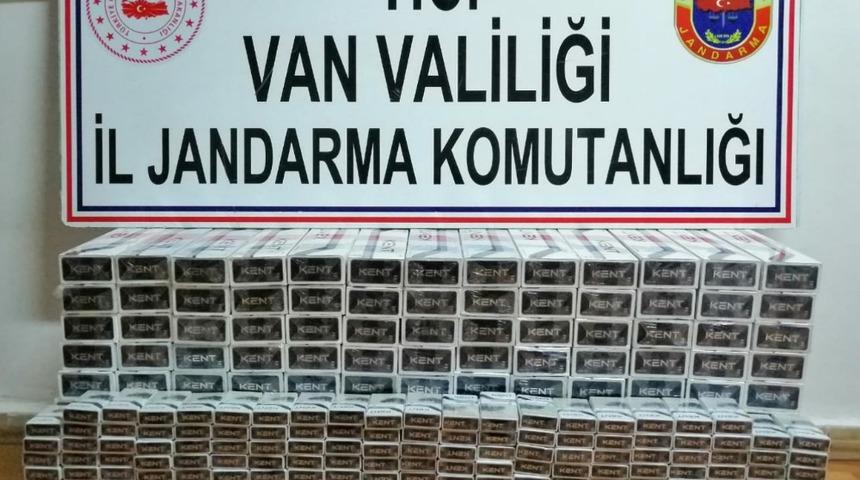 VAN VALİLİĞİ
İL JANDARMA KOMUTANLIĞI
JANDARMA
KENT